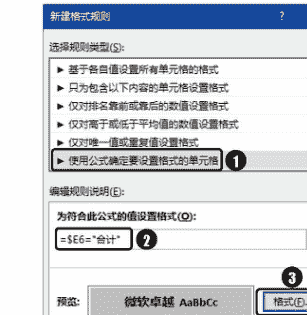 新建格式规则 ?
选择规则类型(S):
► 基于各自值设置所有单元格的格式
► 只为包含以下内容的单元格设置格式
► 仅对排名靠前或靠后的数值设置格式
► 仅对高于或低于平均值的数值设置格式
► 仅对唯一值或重复值设置格式
► 使用公式确定要设置格式的单元格 1
编辑规则说明(E):
为符合此公式的值设置格式(O):
=$E6="合计" 2
3
预览: 微软卓越 AaBbCc 格式(F)